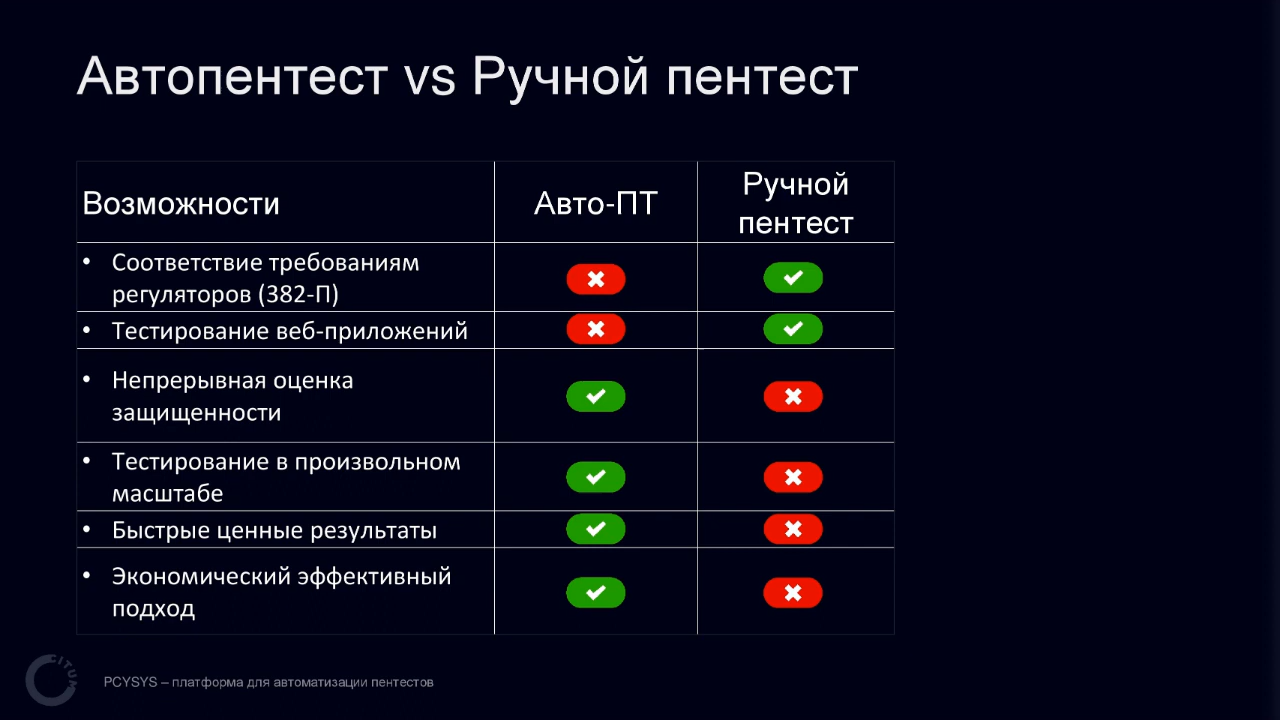 Автопентест vs Ручной пентест
Возможности
Авто-ПТ
Ручной
пентест
• Соответствие требованиям
регуляторов (382-П)
• Тестирование веб-приложений
• Непрерывная оценка
защищенности
• Тестирование в произвольном
масштабе
• Быстрые ценные результаты
• Экономический эффективный
подход
CITUM
PCYSYS – платформа для автоматизации пентестов